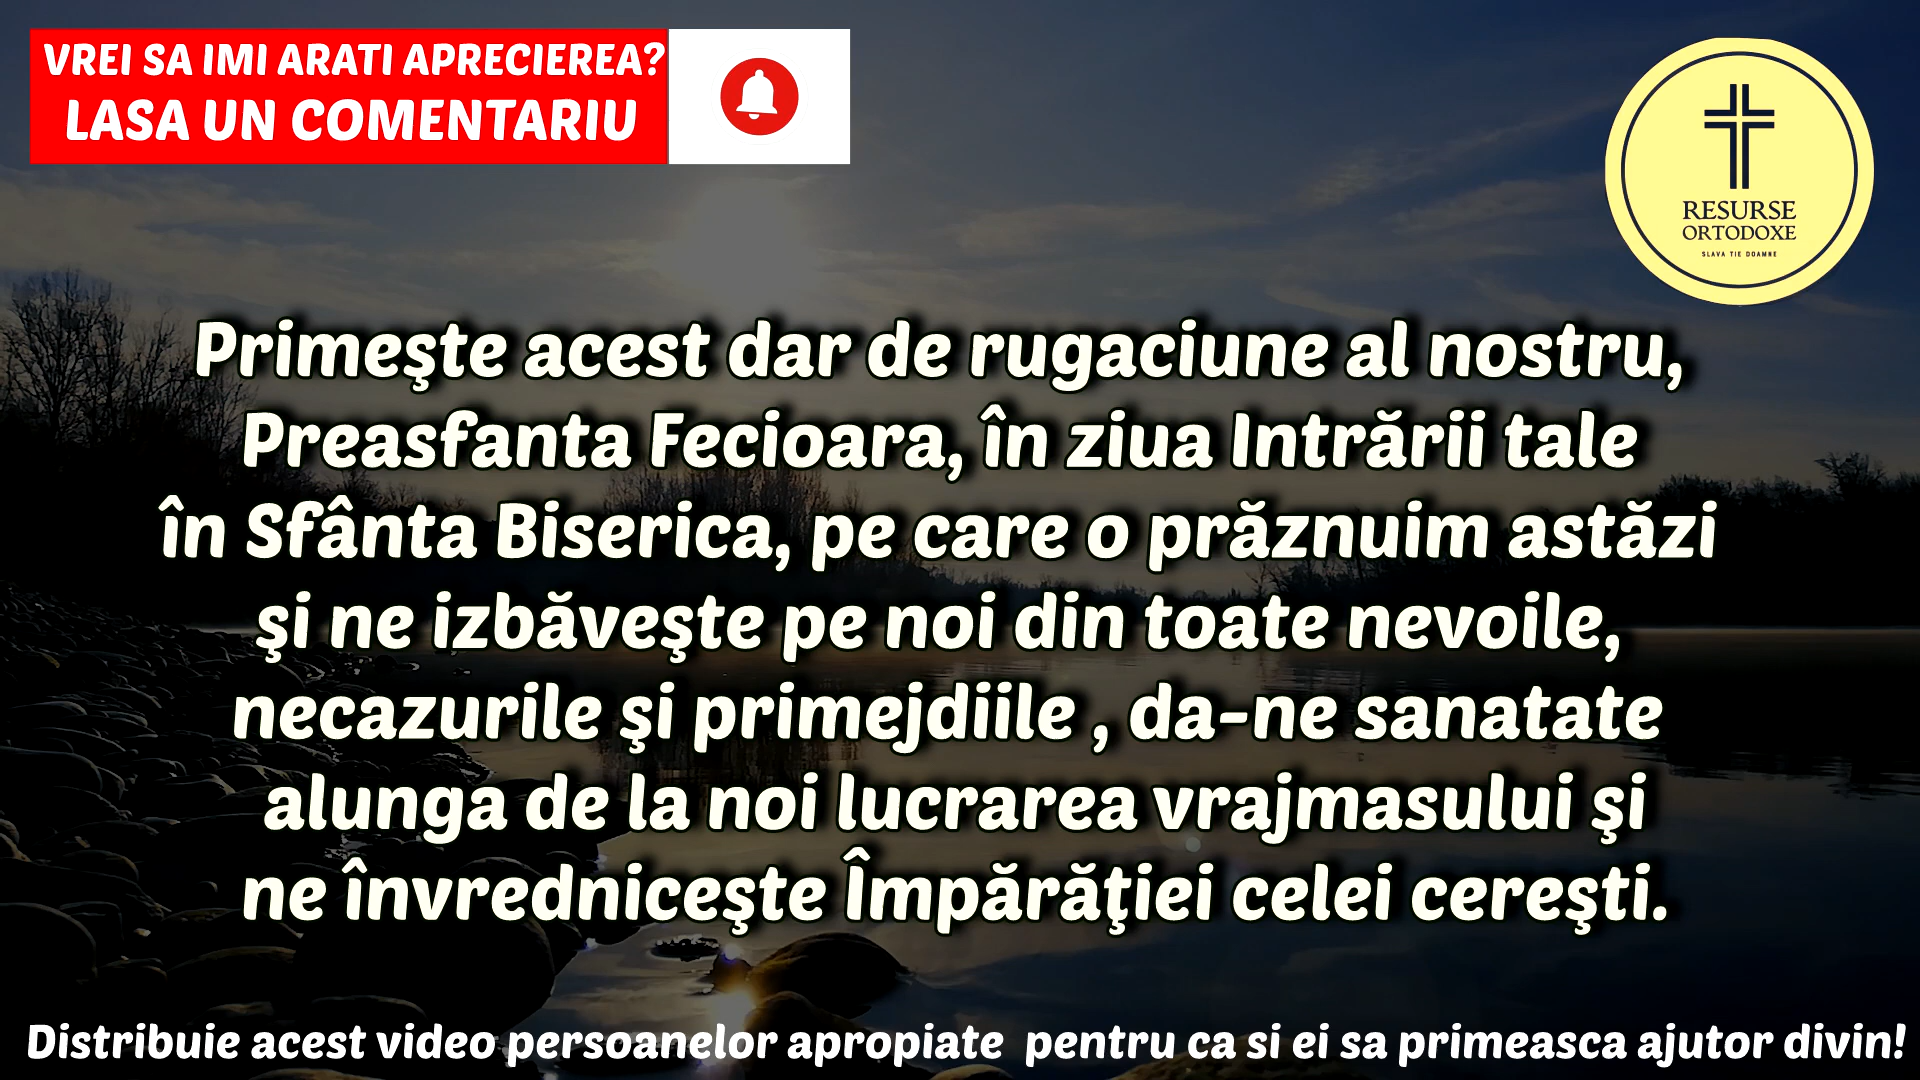 VREI SA IMI ARATI APRECIEREA?
LASA UN COMENTARIU
RESURSE
ORTODOXE
SLAVA TIE DOAMNE
Primeşte acest dar de rugaciune al nostru,
Preasfanta Fecioara, în ziua Intrării tale
în Sfânta Biserica, pe care o prăznuim astăzi
şi ne izbăveşte pe noi din toate nevoile,
necazurile şi primejdiile , da-ne sanatate
alunga de la noi lucrarea vrajmasului şi
ne învredniceşte Împărăţiei celei cereşti.
Distribuie acest video persoanelor apropiate  pentru ca si ei sa primeasca ajutor divin!